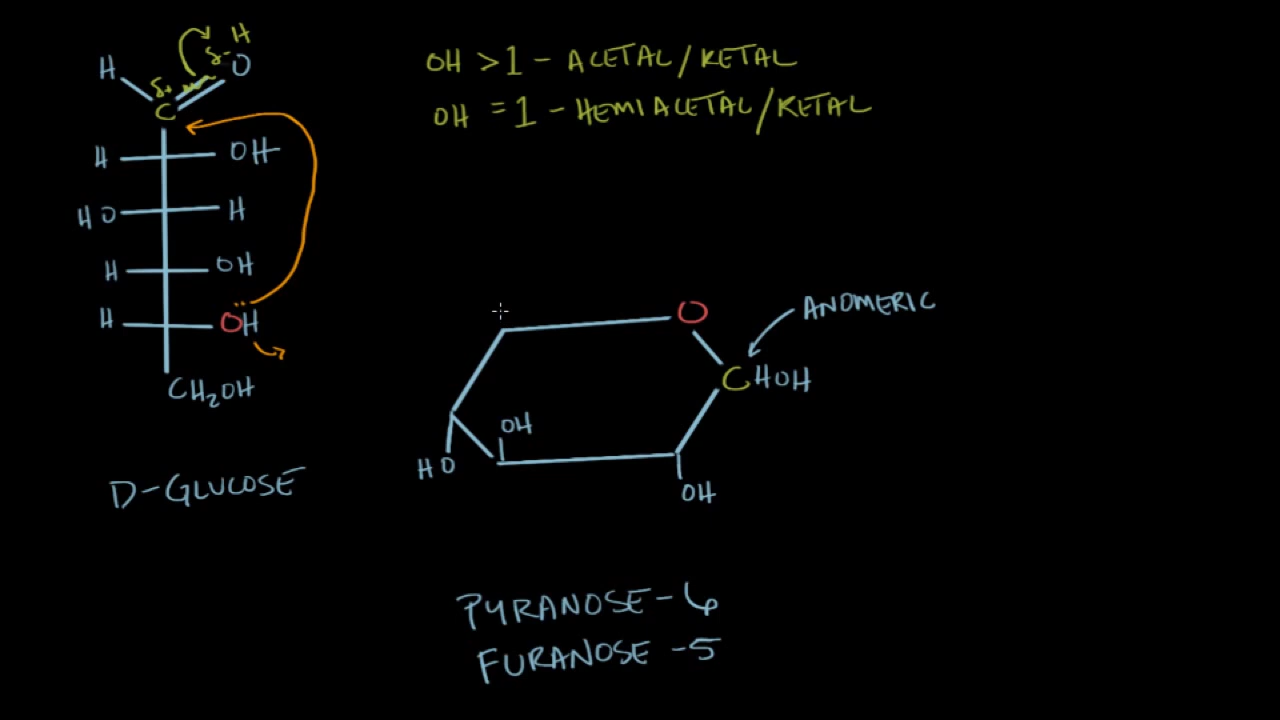 H
H δ- O
δ+
C
H OH
HO H
H OH
H OH
CH₂OH
D-GLUCOSE
OH > 1 - ACETAL/KETAL
OH = 1 - HEMIACETAL/KETAL
O
ANOMERIC
CHOH
OH
HO
OH
PYRANOSE - 6
FURANOSE - 5